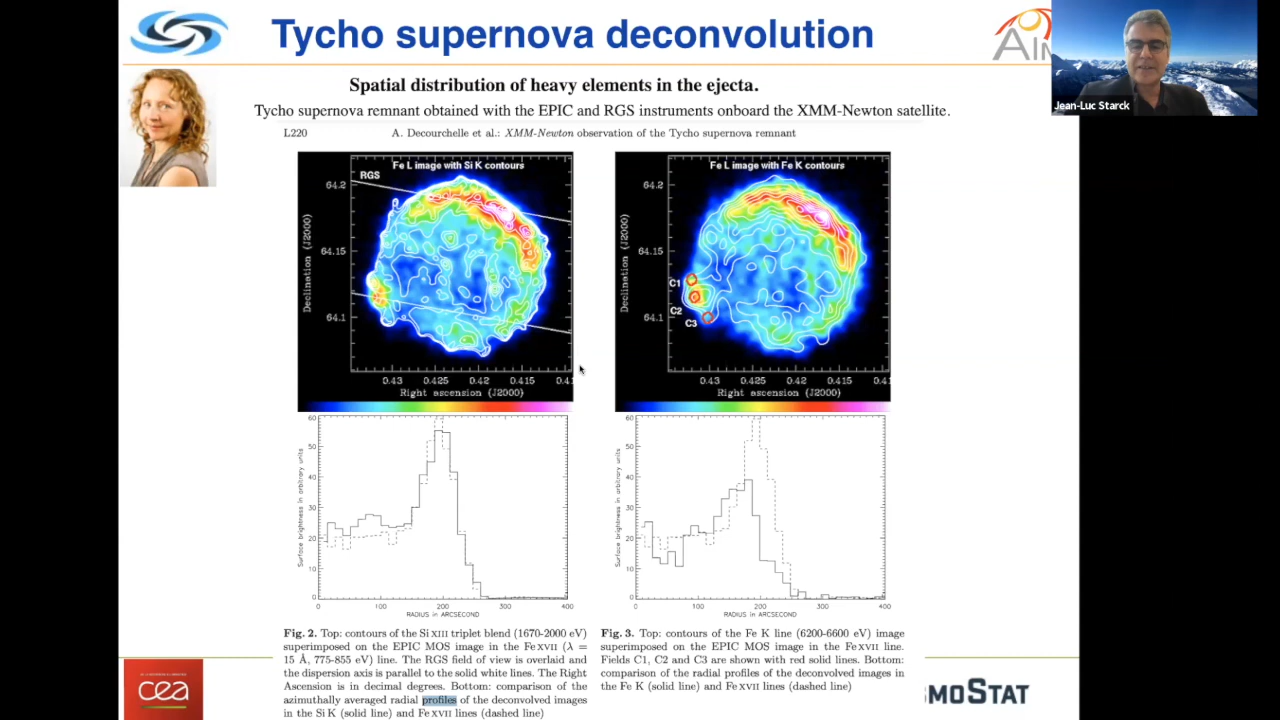 Tycho supernova deconvolution
AIM
Jean-Luc Starck
Spatial distribution of heavy elements in the ejecta.
Tycho supernova remnant obtained with the EPIC and RGS instruments onboard the XMM-Newton satellite.
L220 A. Decourchelle et al.: XMM-Newton observation of the Tycho supernova remnant
Fe L image with Si K contours
RGS
64.2
64.15
64.1
Declination (J2000)
0.43 0.425 0.42 0.415 0.41
Right ascension (J2000)
Fe L image with Fe K contours
64.2
64.15
64.1
Declination (J2000)
C1
C2
C3
0.43 0.425 0.42 0.415 0.41
Right ascension (J2000)
60
50
40
30
20
10
0
Surface brightness in arbitrary units
0 100 200 300 400
RADIUS in ARCSECOND
60
50
40
30
20
10
0
Surface brightness in arbitrary units
0 100 200 300 400
RADIUS in ARCSECOND
Fig. 2. Top: contours of the Si XIII triplet blend (1670-2000 eV)
superimposed on the EPIC MOS image in the Fe XVII (λ =
15 Å, 775-855 eV) line. The RGS field of view is overlaid and
the dispersion axis is parallel to the solid white lines. The Right
Ascension is in decimal degrees. Bottom: comparison of the
azimuthally averaged radial profiles of the deconvolved images
in the Si K (solid line) and Fe XVII lines (dashed line)
Fig. 3. Top: contours of the Fe K line (6200-6600 eV) image
superimposed on the EPIC MOS image in the Fe XVII line.
Fields C1, C2 and C3 are shown with red solid lines. Bottom:
comparison of the radial profiles of the deconvolved images in
the Fe K (solid line) and Fe XVII lines (dashed line)
cea
MOSTAT